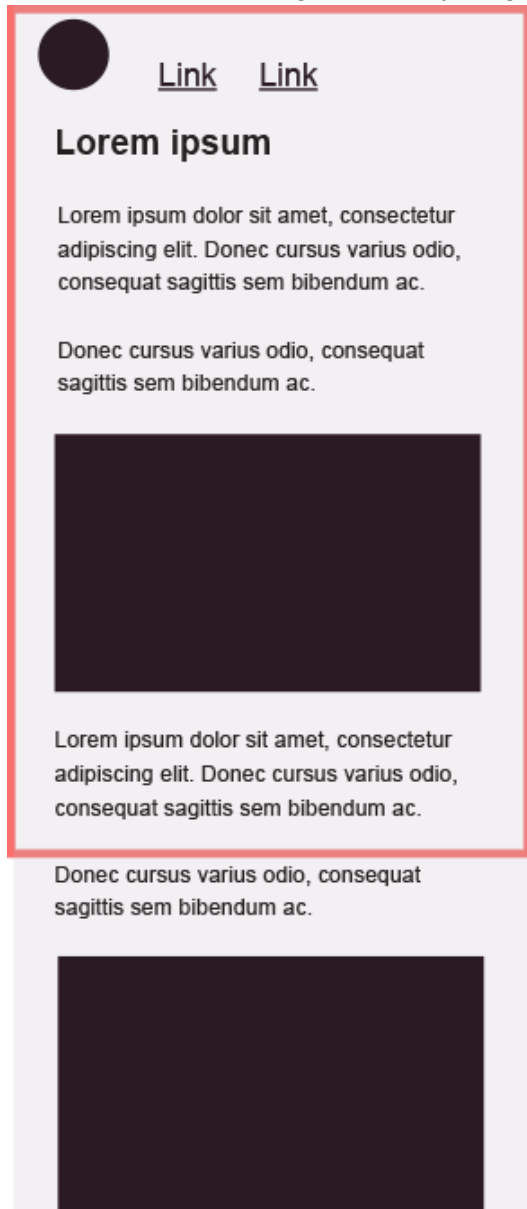 Link Link
Lorem ipsum
Lorem ipsum dolor sit amet, consectetur
adipiscing elit. Donec cursus varius odio,
consequat sagittis sem bibendum ac.
Donec cursus varius odio, consequat
sagittis sem bibendum ac.
Lorem ipsum dolor sit amet, consectetur
adipiscing elit. Donec cursus varius odio,
consequat sagittis sem bibendum ac.
Donec cursus varius odio, consequat
sagittis sem bibendum ac.